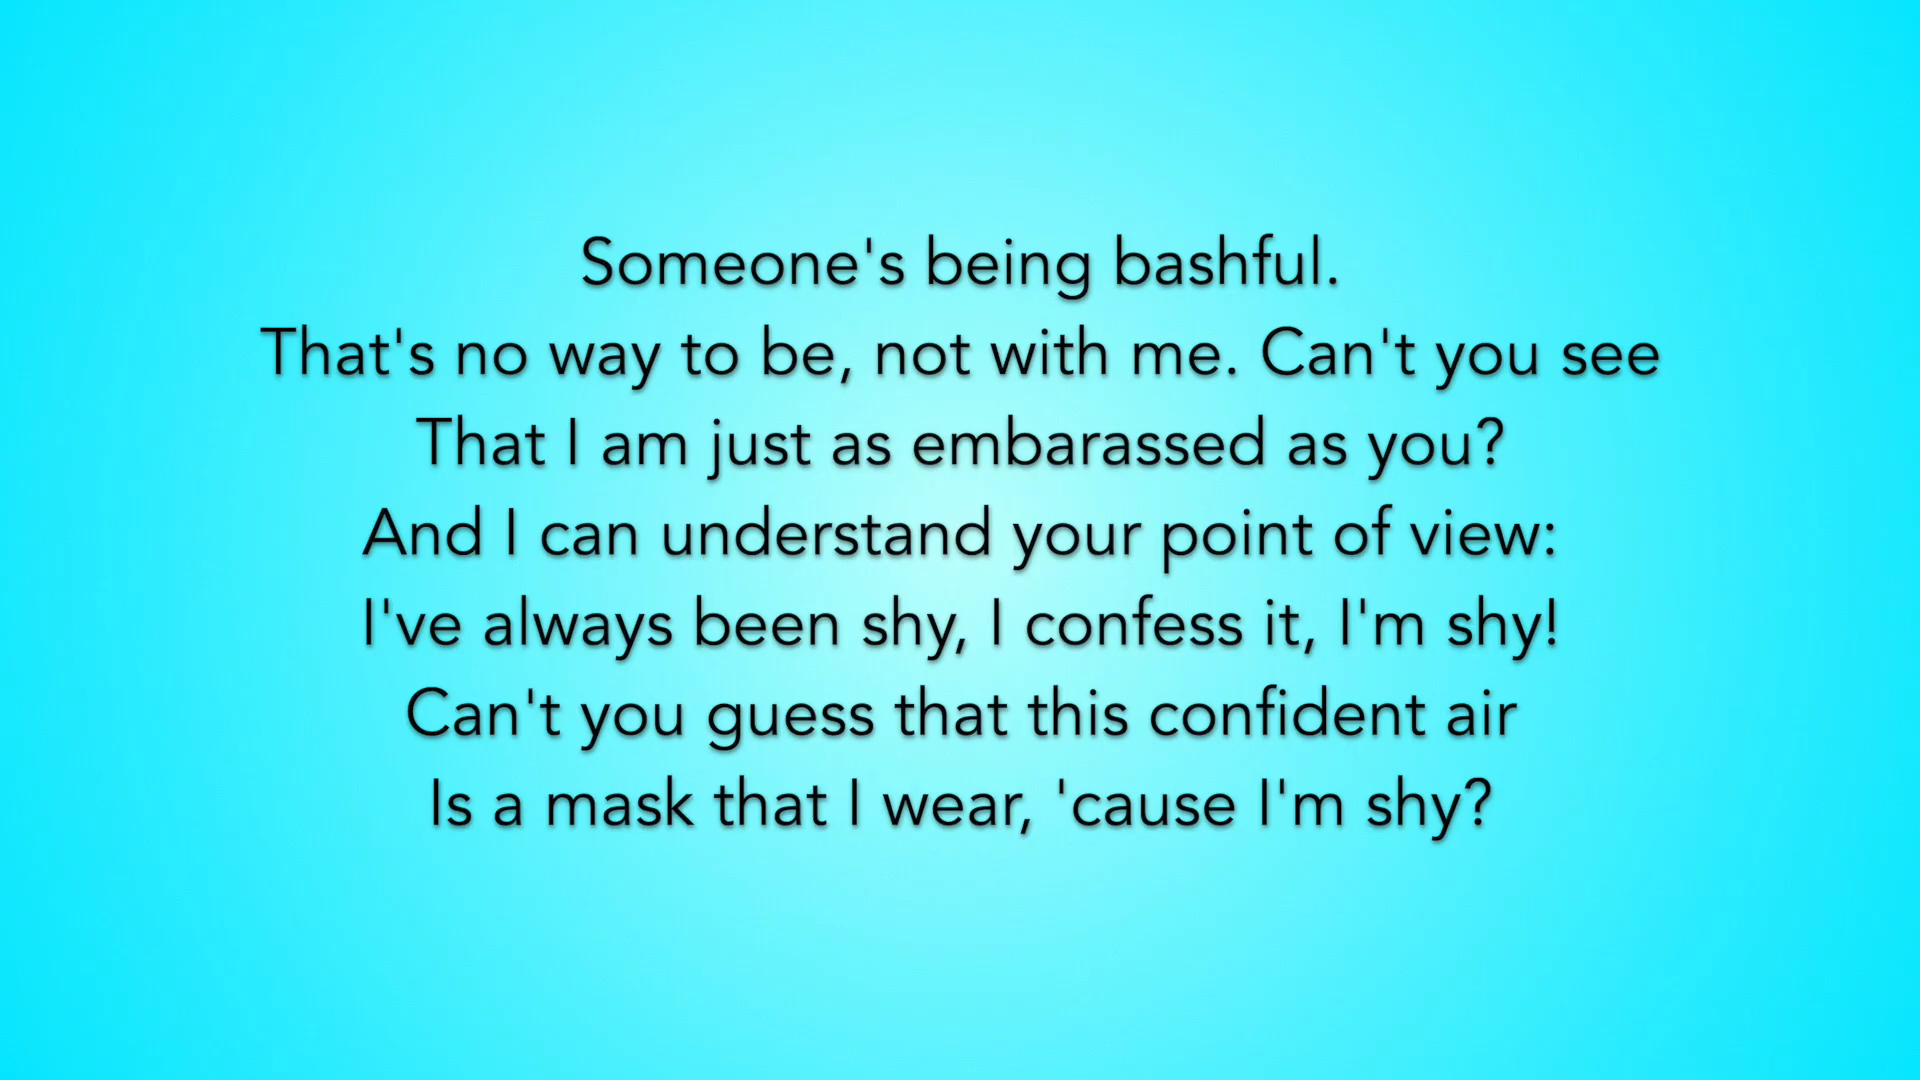 Someone's being bashful.
That's no way to be, not with me. Can't you see
That I am just as embarassed as you?
And I can understand your point of view:
I've always been shy, I confess it, I'm shy!
Can't you guess that this confident air
Is a mask that I wear, 'cause I'm shy?